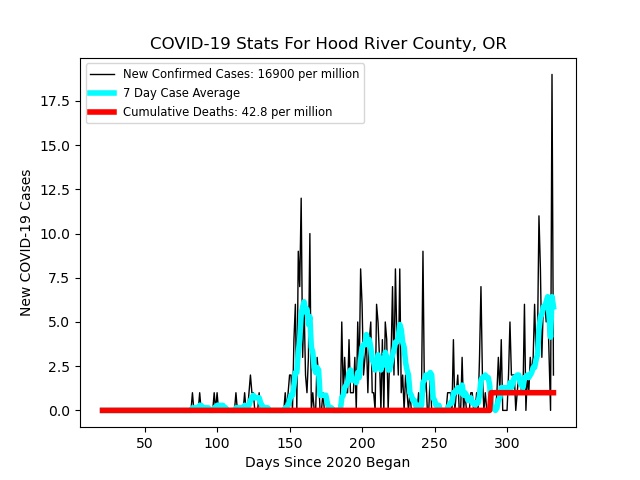 COVID-19 Stats For Hood River County, OR
New Confirmed Cases: 16900 per million
7 Day Case Average
Cumulative Deaths: 42.8 per million
New COVID-19 Cases
17.5
15.0
12.5
10.0
7.5
5.0
2.5
0.0
50 100 150 200 250 300
Days Since 2020 Began